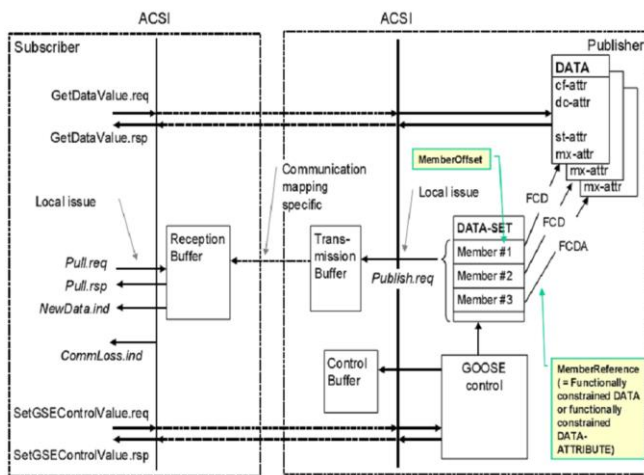 ACSI
ACSI
Subscriber
Publisher
DATA
cf-attr
dc-attr
st-attr
mx-attr
mx-attr
mx-attr
GetDataValue.req
GetDataValue.rsp
MemberOffset
Communication
mapping
specific
Local issue
Local issue
FCD
FCD
FCDA
DATA-SET
Member #1
Member #2
Member #3
Reception
Buffer
Trans-
mission
Buffer
Publish.req
Pull.req
Pull.rsp
NewData.ind
CommLoss.ind
Control
Buffer
GOOSE
control
MemberReference
( = Functionally
constrained DATA
or functionally
constrained
DATA-
ATTRIBUTE)
SetGSEControlValue.req
SetGSEControlValue.rsp